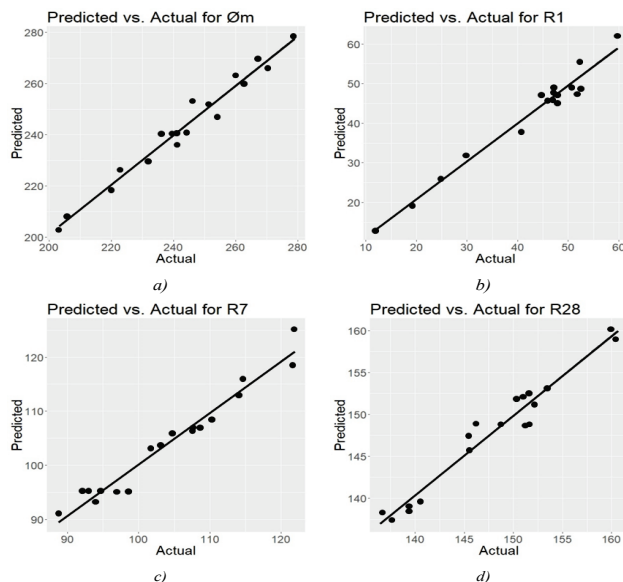 Predicted vs. Actual for Øm
280
260
240
220
200
Predicted
200 220 240 260 280
Actual
a)
Predicted vs. Actual for R1
60
50
40
30
20
Predicted
10 20 30 40 50 60
Actual
b)
Predicted vs. Actual for R7
120
110
100
90
Predicted
90 100 110 120
Actual
c)
Predicted vs. Actual for R28
160
155
150
145
140
Predicted
140 145 150 155 160
Actual
d)